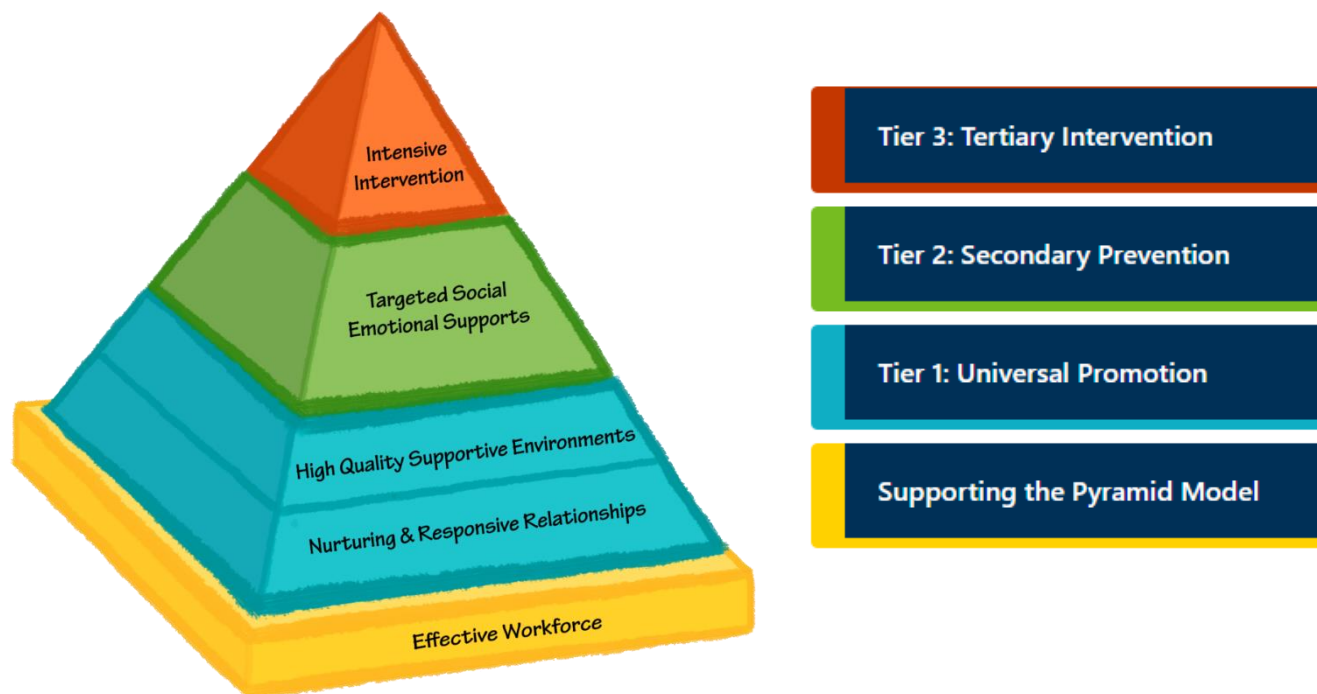 Intensive
Intervention
Targeted Social
Emotional Supports
High Quality Supportive Environments
Nurturing & Responsive Relationships
Effective Workforce
Tier 3: Tertiary Intervention
Tier 2: Secondary Prevention
Tier 1: Universal Promotion
Supporting the Pyramid Model